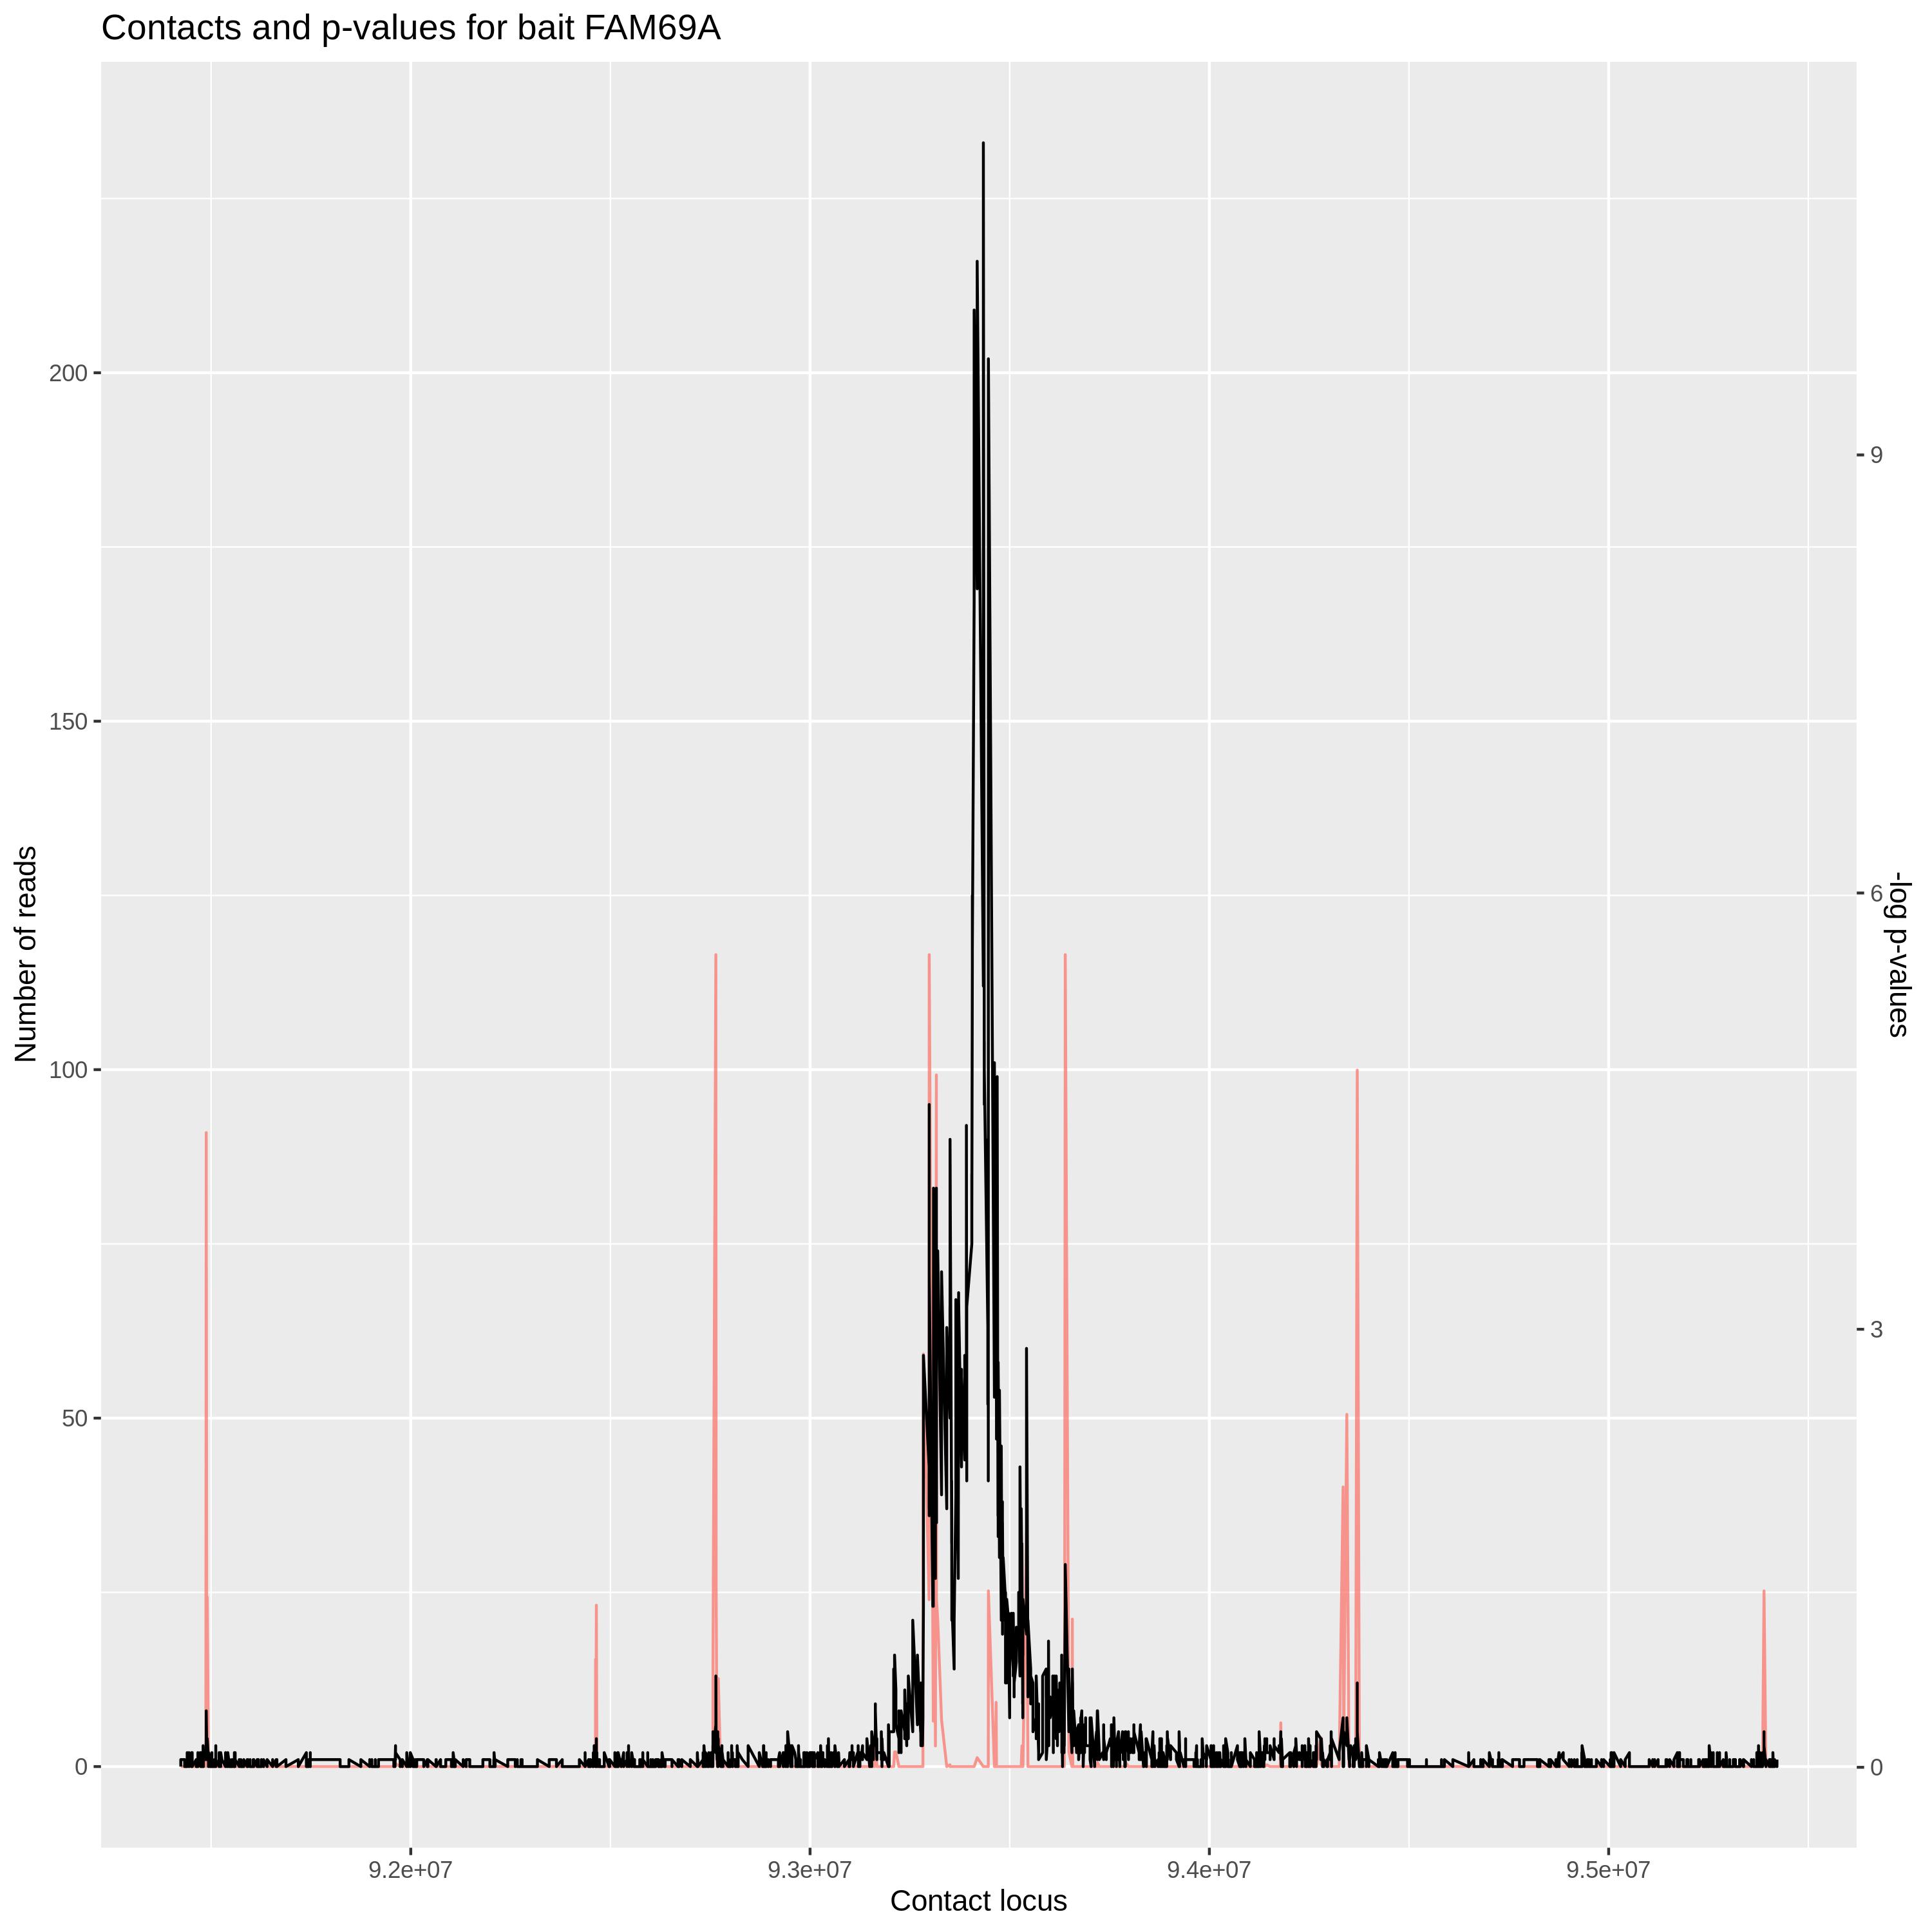 Contacts and p-values for bait FAM69A
Number of reads
200
150
100
50
0
9
6
3
0
-log p-values
9.2e+07
9.3e+07
9.4e+07
9.5e+07
Contact locus